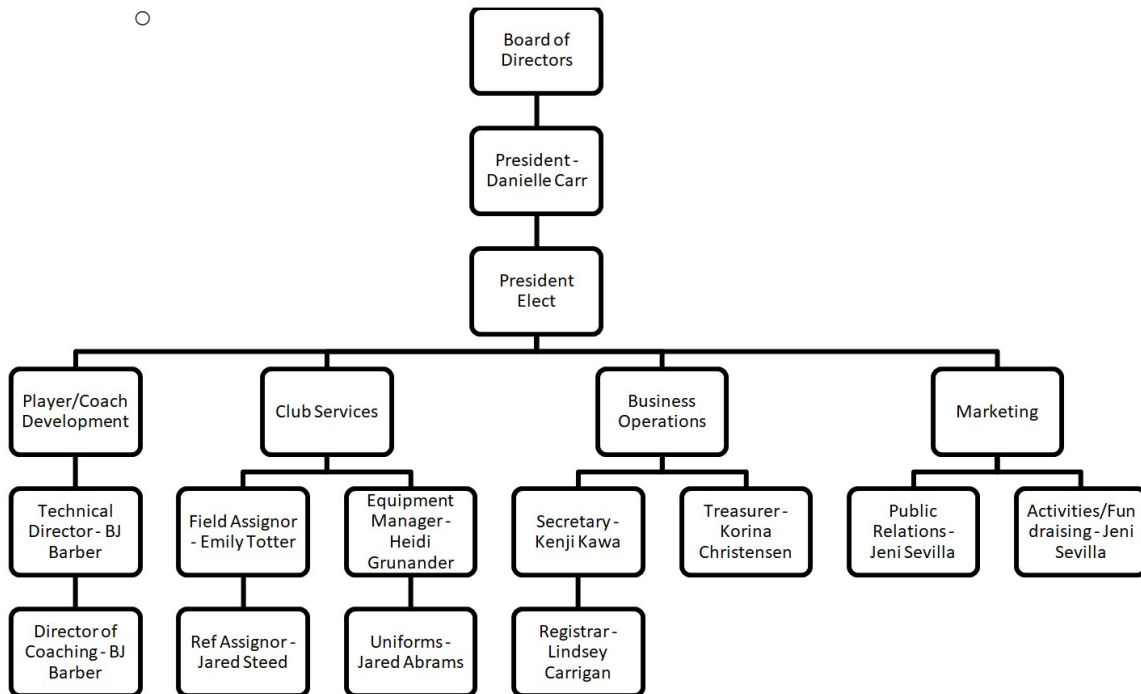 Board of
Directors
President -
Danielle Carr
President
Elect
Player/Coach
Development
Club Services
Business
Operations
Marketing
Technical
Director - BJ
Barber
Field Assignor
- Emily Totter
Equipment
Manager -
Heidi
Grunander
Secretary -
Kenji Kawa
Treasurer -
Korina
Christensen
Public
Relations -
Jeni Sevilla
Activities/Fun
draising - Jeni
Sevilla
Director of
Coaching - BJ
Barber
Ref Assignor -
Jared Steed
Uniforms -
Jared Abrams
Registrar -
Lindsey
Carrigan